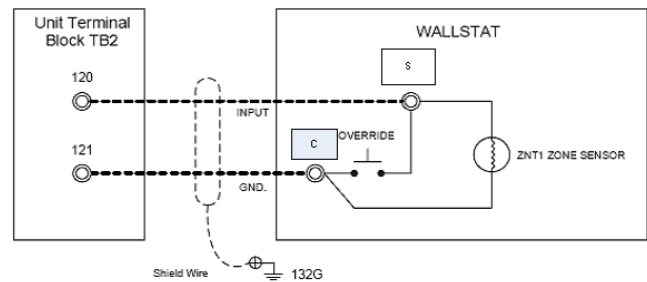 Unit Terminal
Block TB2
WALLSTAT
120
S
INPUT
121
C
OVERRIDE
ZNT1 ZONE SENSOR
GND.
Shield Wire
132G